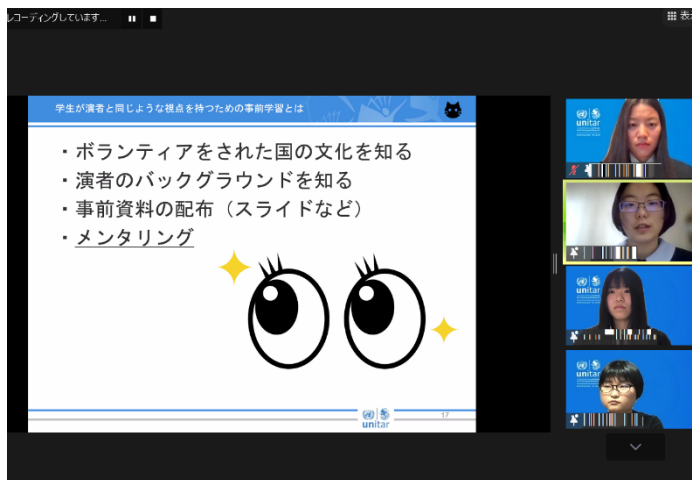 レコーディングしています...
表
学生が演者と同じような視点を持つための事前学習とは
・ボランティアをされた国の文化を知る
・演者のバックグラウンドを知る
・事前資料の配布（スライドなど）
・メンタリング
unitar
17
unitar
unitar
unitar